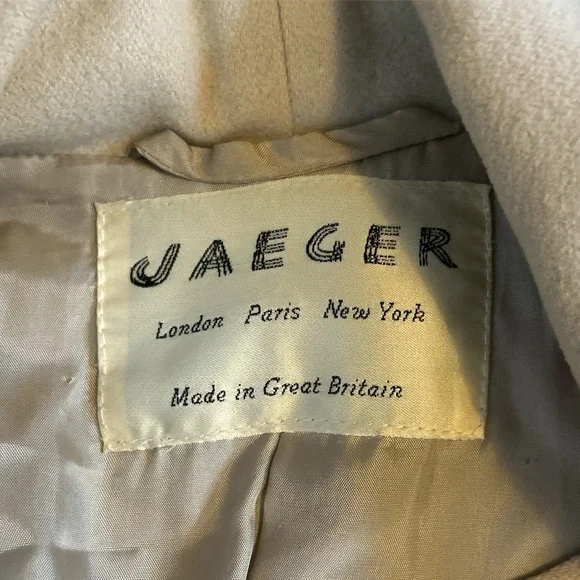 JAEGER
London Paris New York
Made in Great Britain